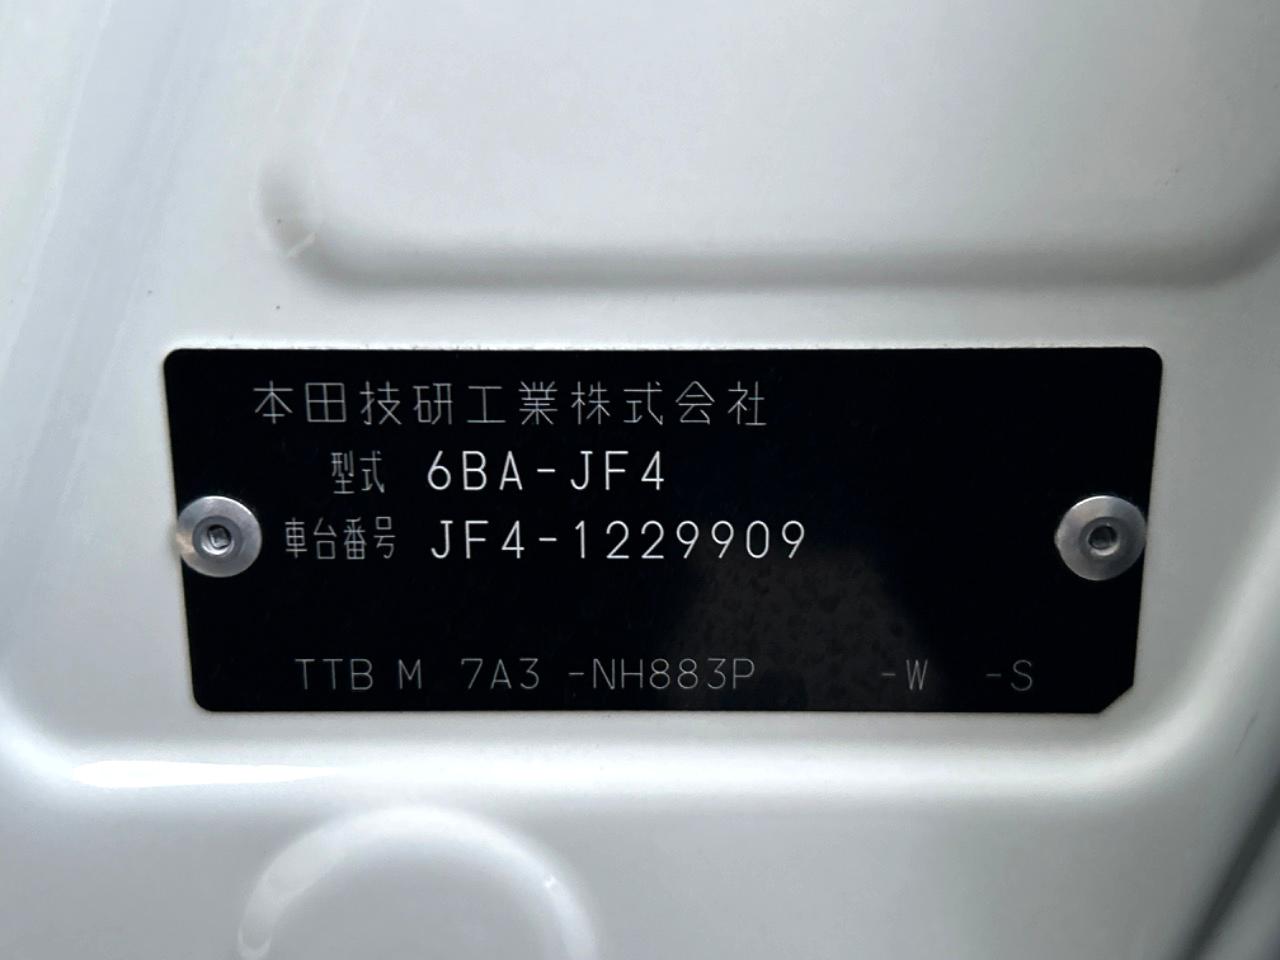 本田技研工業株式会社
型式 6BA-JF4
車台番号 JF4-1229909
TTB M 7A3 -NH883P -W -S